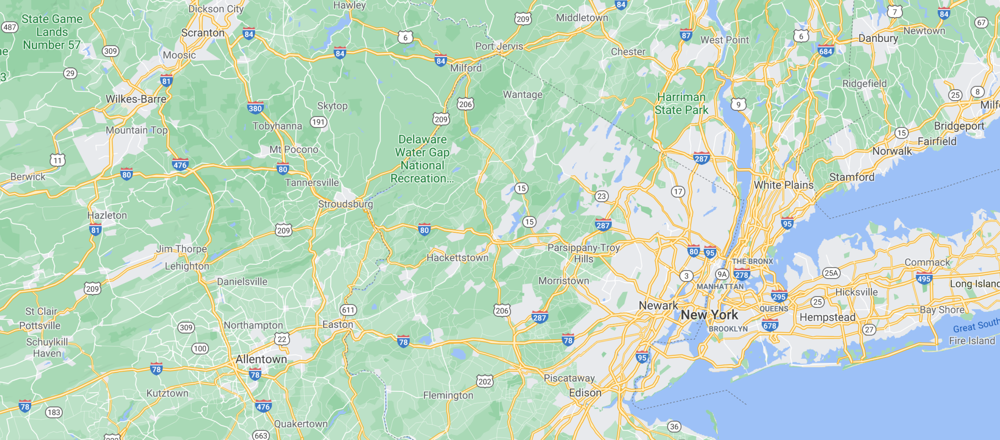 Dickson City
Hawley
84
7
84
State Game
Lands
Number 57
487
209
Middletown
67
Scranton
84
6
87
West Point
6
Danbury
Newtown
309
Moosic
84
84
Port Jervis
Chester
684
29
Milford
3
81
Ridgefield
Wilkes-Barre
Wantage
Harriman
State Park
9
25
8
380
Skytop
206
209
191
Mountain Top
Tobyhanna
Bridgeport
15
Fairfield
Delaware
Water Gap
National
Recreation...
Mt Pocono
Norwalk
11
476
80
80
287
Berwick
Tannersville
White Plains
Stamford
15
17
23
Stroudsburg
Hazleton
81
209
80
15
287
95
Jim Thorpe
Lehighton
Hackettstown
Parsippany-Troy
Hills
80
95
THE BRONX
Commack
Danielsville
Morristown
3
9A
278
25A
495
209
MANHATTAN
Long Island
Hicksville
295
25
St Clair
Pottsville
611
206
287
Newark
New York
QUEENS
Hempstead
Bay Shore
309
Northampton
Easton
BROOKLYN
678
27
Great South
Schuylkill
Haven
100
22
78
78
Fire Island
Allentown
95
78
78
Piscataway
202
Kutztown
Flemington
Edison
78
183
476
Quakertown
663
36